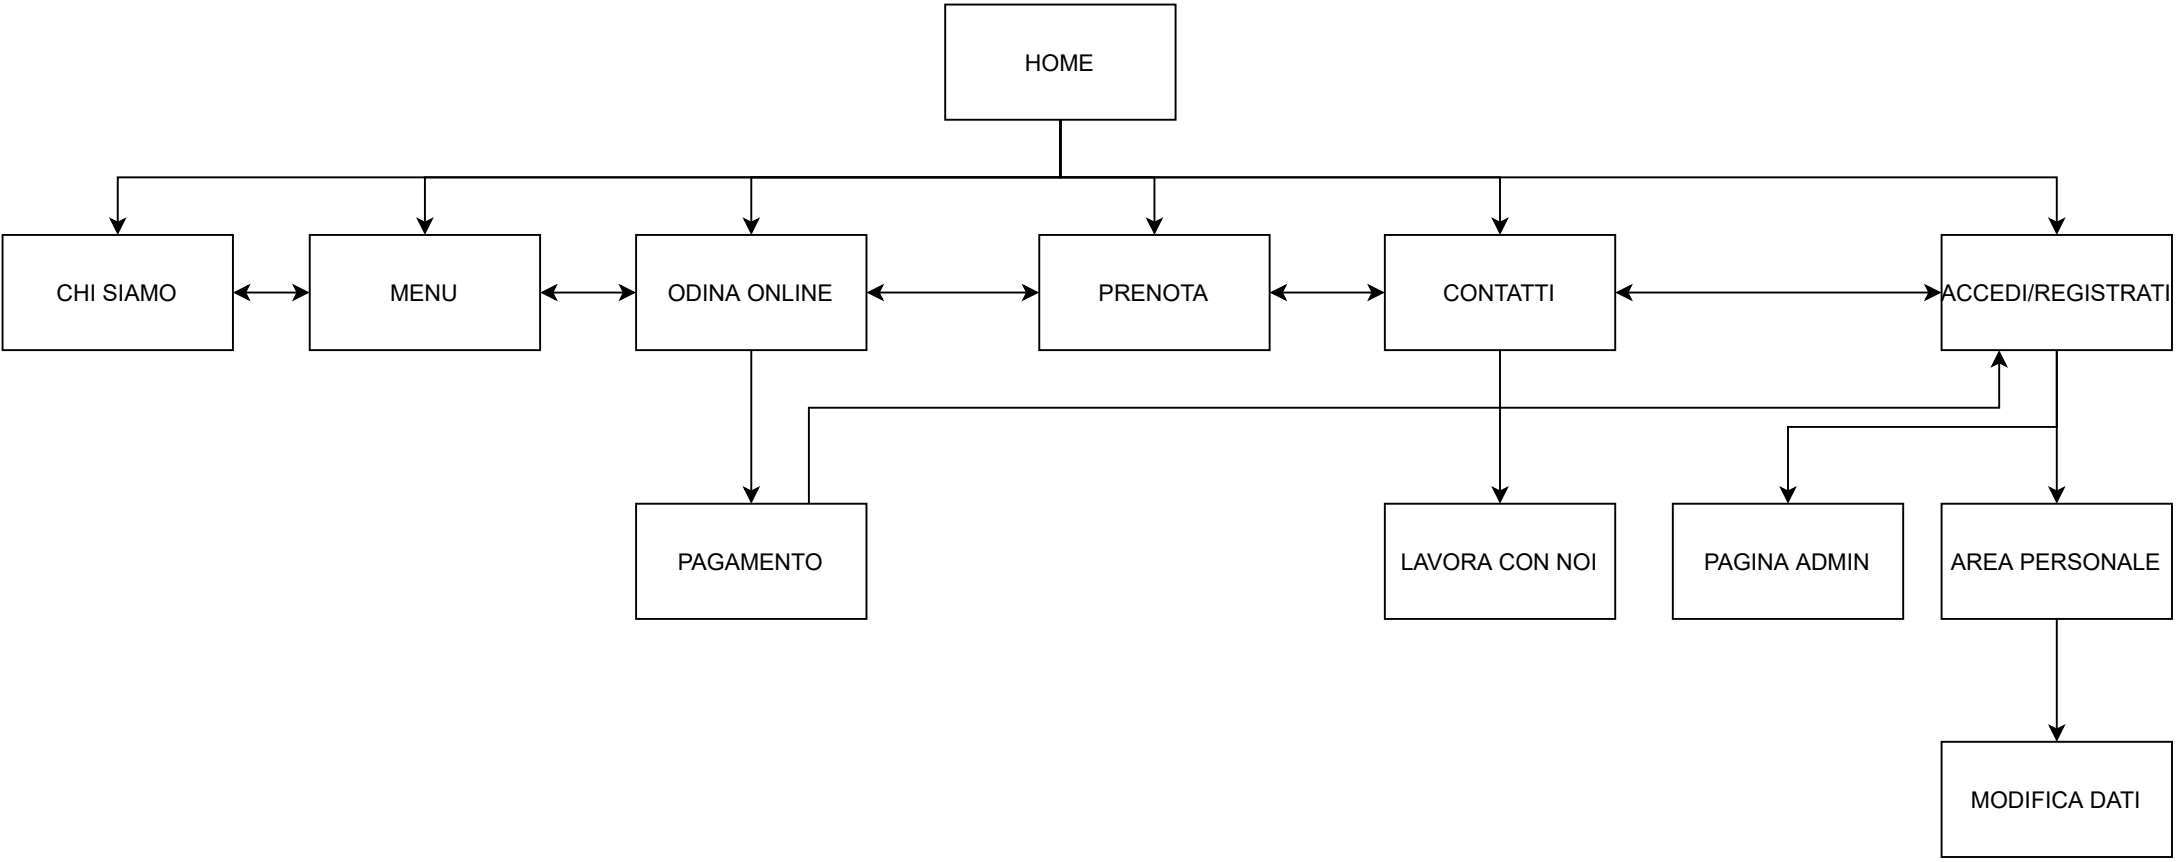 HOME
CHI SIAMO
MENU
ODINA ONLINE
PRENOTA
CONTATTI
ACCEDI/REGISTRATI
PAGAMENTO
LAVORA CON NOI
PAGINA ADMIN
AREA PERSONALE
MODIFICA DATI